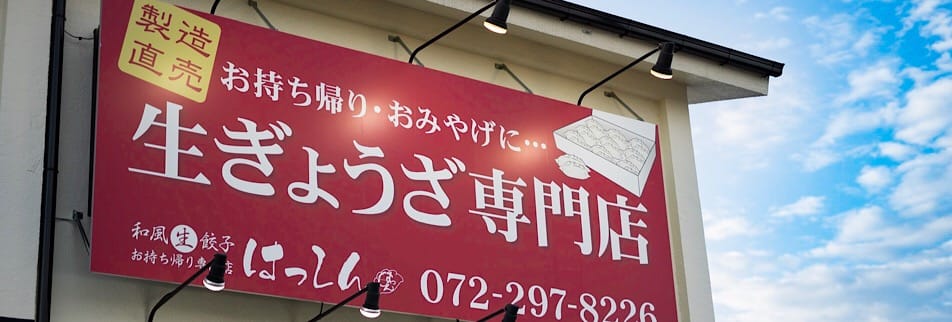 製造
直売
お持ち帰り・おみやげに…
生ぎょうざ専門店
和風生餃子
お持ち帰り専門店
はっしん
072-297-8226